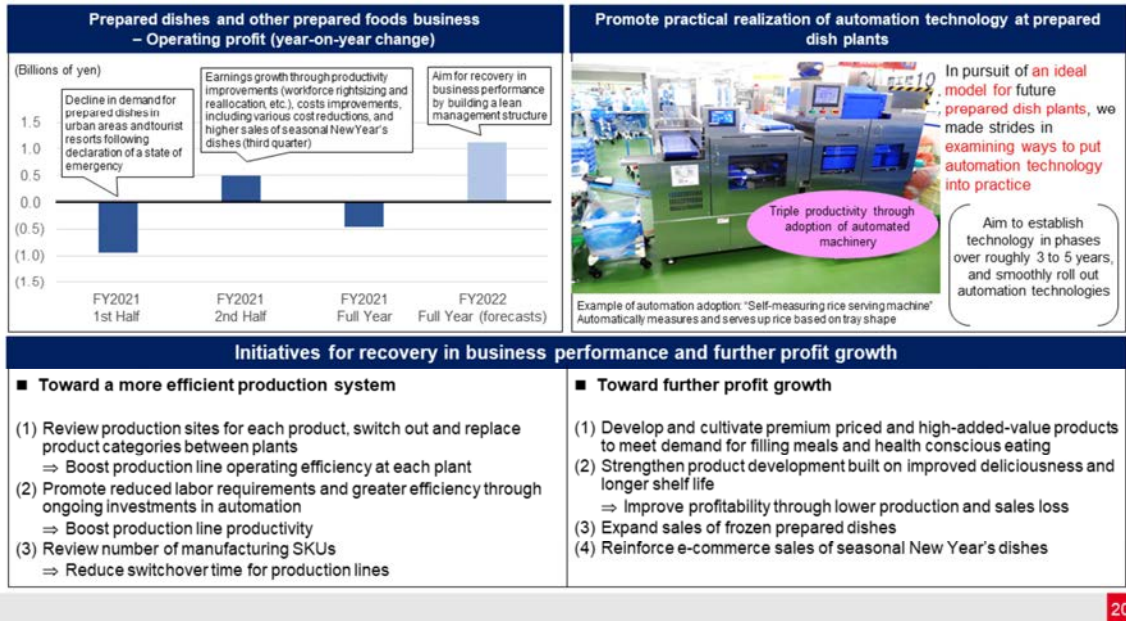 Prepared dishes and other prepared foods business
– Operating profit (year-on-year change)
(Billions of yen)
Decline in demand for
prepared dishes in
urban areas and tourist
resorts following
declaration of a state of
emergency
Earnings growth through productivity
improvements (workforce rightsizing and
reallocation, etc.), costs improvements,
including various cost reductions, and
higher sales of seasonal New Year's
dishes (third quarter)
Aim for recovery in
business performance
by building a lean
management structure
1.5
1.0
0.5
0.0
(0.5)
(1.0)
(1.5)
FY2021
1st Half
FY2021
2nd Half
FY2021
Full Year
FY2022
Full Year (forecasts)
Promote practical realization of automation technology at prepared
dish plants
Triple productivity through
adoption of automated
machinery
Example of automation adoption: "Self-measuring rice serving machine"
Automatically measures and serves up rice based on tray shape
In pursuit of an ideal
model for future
prepared dish plants, we
made strides in
examining ways to put
automation technology
into practice
Aim to establish
technology in phases
over roughly 3 to 5 years,
and smoothly roll out
automation technologies
Initiatives for recovery in business performance and further profit growth
■ Toward a more efficient production system
(1) Review production sites for each product, switch out and replace
product categories between plants
⇒ Boost production line operating efficiency at each plant
(2) Promote reduced labor requirements and greater efficiency through
ongoing investments in automation
⇒ Boost production line productivity
(3) Review number of manufacturing SKUs
⇒ Reduce switchover time for production lines
■ Toward further profit growth
(1) Develop and cultivate premium priced and high-added-value products
to meet demand for filling meals and health conscious eating
(2) Strengthen product development built on improved deliciousness and
longer shelf life
⇒ Improve profitability through lower production and sales loss
(3) Expand sales of frozen prepared dishes
(4) Reinforce e-commerce sales of seasonal New Year's dishes
20